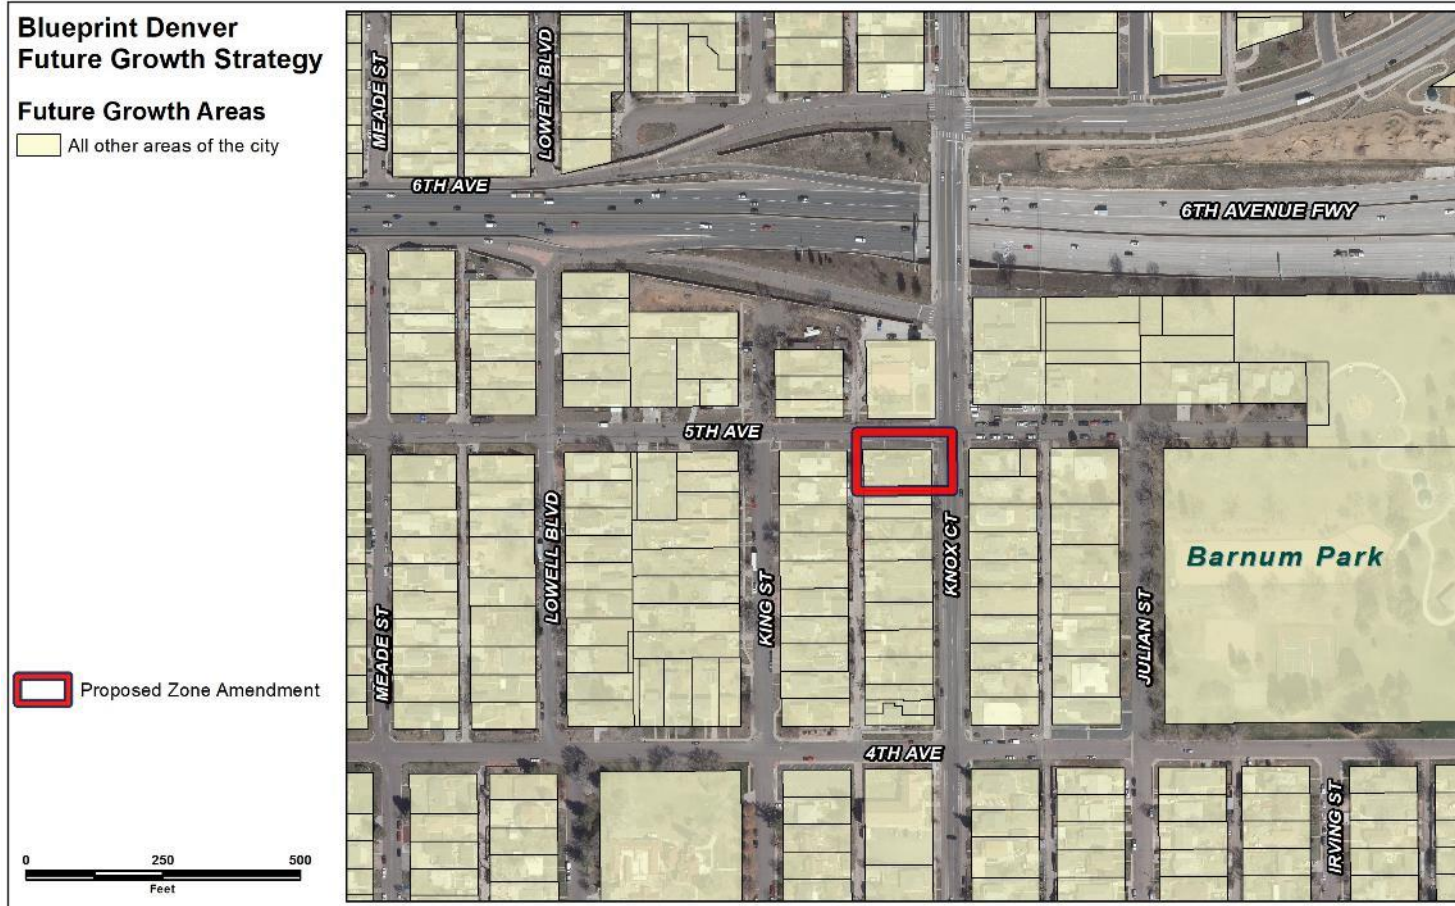 Blueprint Denver
Future Growth Strategy
Future Growth Areas
All other areas of the city
Proposed Zone Amendment
0 250 500
Feet
MEADE ST
LOWELL BLVD
6TH AVE
6TH AVENUE FWY
5TH AVE
LOWELL BLVD
KING ST
KNOX CT
Barnum Park
MEADE ST
JULIAN ST
4TH AVE
IRVING ST